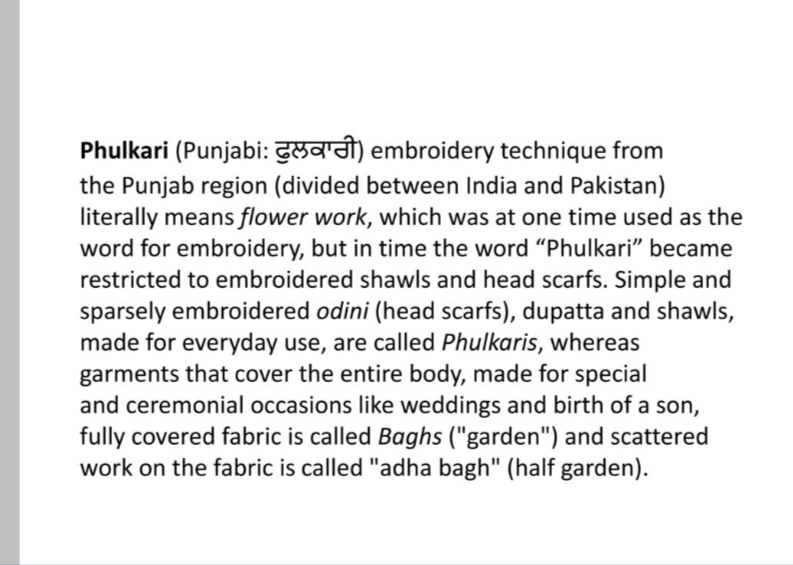 Phulkari (Punjabi: ਫੁਲਕਾਰੀ) embroidery technique from
the Punjab region (divided between India and Pakistan)
literally means flower work, which was at one time used as the
word for embroidery, but in time the word “Phulkari” became
restricted to embroidered shawls and head scarfs. Simple and
sparsely embroidered odini (head scarfs), dupatta and shawls,
made for everyday use, are called Phulkaris, whereas
garments that cover the entire body, made for special
and ceremonial occasions like weddings and birth of a son,
fully covered fabric is called Baghs ("garden") and scattered
work on the fabric is called "adha bagh" (half garden).